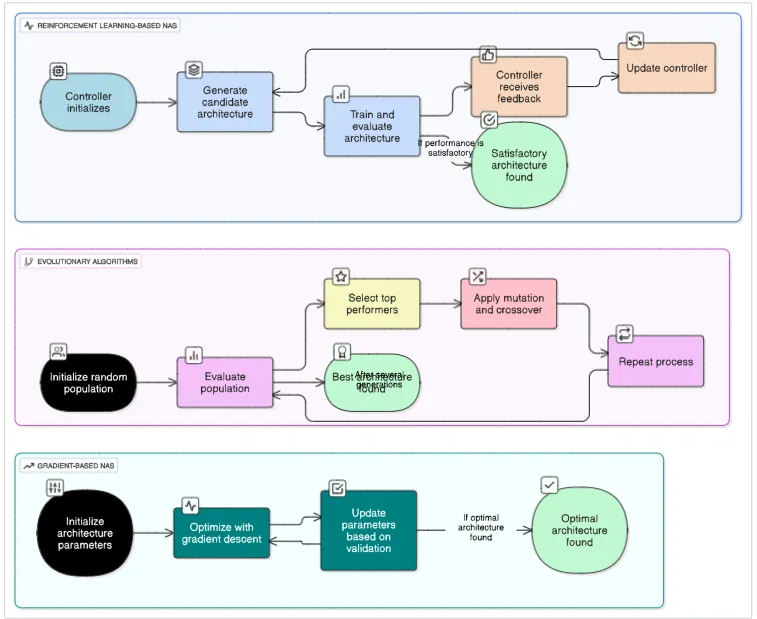 REINFORCEMENT LEARNING-BASED NAS
Controller
initializes
Generate
candidate
architecture
Train and
evaluate
architecture
Controller
receives
feedback
Update controller
If performance is
satisfactory
Satisfactory
architecture
found
EVOLUTIONARY ALGORITHMS
Initialize random
population
Evaluate
population
Select top
performers
Apply mutation
and crossover
Repeat process
Best architecture
found
After several
generations
GRADIENT-BASED NAS
Initialize
architecture
parameters
Optimize with
gradient descent
Update
parameters
based on
validation
If optimal
architecture
found
Optimal
architecture
found